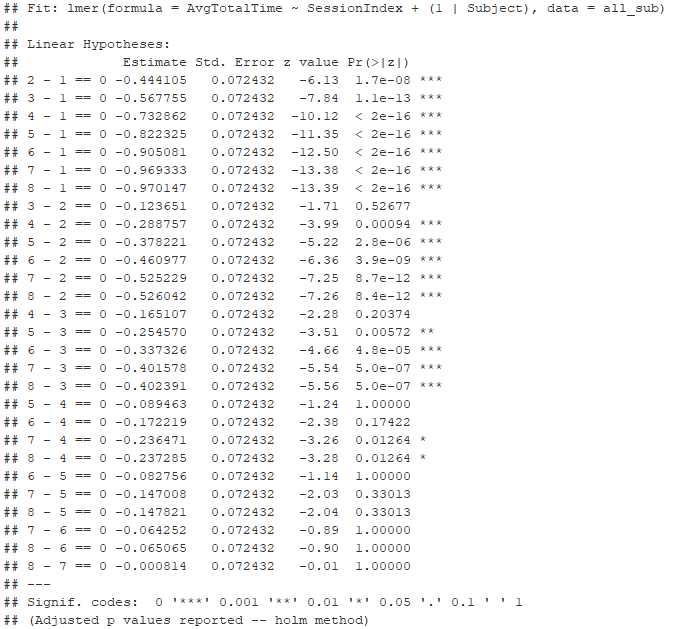 ## Fit: lmer(formula = AvgTotalTime ~ SessionIndex + (1 | Subject), data = all_sub)
##
## Linear Hypotheses:
##            Estimate Std. Error z value Pr(>|z|)
## 2 - 1 == 0 -0.444105   0.072432   -6.13  1.7e-08 ***
## 3 - 1 == 0 -0.567755   0.072432   -7.84  1.1e-13 ***
## 4 - 1 == 0 -0.732862   0.072432  -10.12  < 2e-16 ***
## 5 - 1 == 0 -0.822325   0.072432  -11.35  < 2e-16 ***
## 6 - 1 == 0 -0.905081   0.072432  -12.50  < 2e-16 ***
## 7 - 1 == 0 -0.969333   0.072432  -13.38  < 2e-16 ***
## 8 - 1 == 0 -0.970147   0.072432  -13.39  < 2e-16 ***
## 3 - 2 == 0 -0.123651   0.072432   -1.71  0.52677
## 4 - 2 == 0 -0.288757   0.072432   -3.99  0.00094 ***
## 5 - 2 == 0 -0.378221   0.072432   -5.22  2.8e-06 ***
## 6 - 2 == 0 -0.460977   0.072432   -6.36  3.9e-09 ***
## 7 - 2 == 0 -0.525229   0.072432   -7.25  8.7e-12 ***
## 8 - 2 == 0 -0.526042   0.072432   -7.26  8.4e-12 ***
## 4 - 3 == 0 -0.165107   0.072432   -2.28  0.20374
## 5 - 3 == 0 -0.254570   0.072432   -3.51  0.00572 **
## 6 - 3 == 0 -0.337326   0.072432   -4.66  4.8e-05 ***
## 7 - 3 == 0 -0.401578   0.072432   -5.54  5.0e-07 ***
## 8 - 3 == 0 -0.402391   0.072432   -5.56  5.0e-07 ***
## 5 - 4 == 0 -0.089463   0.072432   -1.24  1.00000
## 6 - 4 == 0 -0.172219   0.072432   -2.38  0.17422
## 7 - 4 == 0 -0.236471   0.072432   -3.26  0.01264 *
## 8 - 4 == 0 -0.237285   0.072432   -3.28  0.01264 *
## 6 - 5 == 0 -0.082756   0.072432   -1.14  1.00000
## 7 - 5 == 0 -0.147008   0.072432   -2.03  0.33013
## 8 - 5 == 0 -0.147821   0.072432   -2.04  0.33013
## 7 - 6 == 0 -0.064252   0.072432   -0.89  1.00000
## 8 - 6 == 0 -0.065065   0.072432   -0.90  1.00000
## 8 - 7 == 0 -0.000814   0.072432   -0.01  1.00000
## ---
## Signif. codes:  0 '***' 0.001 '**' 0.01 '*' 0.05 '.' 0.1 ' ' 1
## (Adjusted p values reported -- holm method)